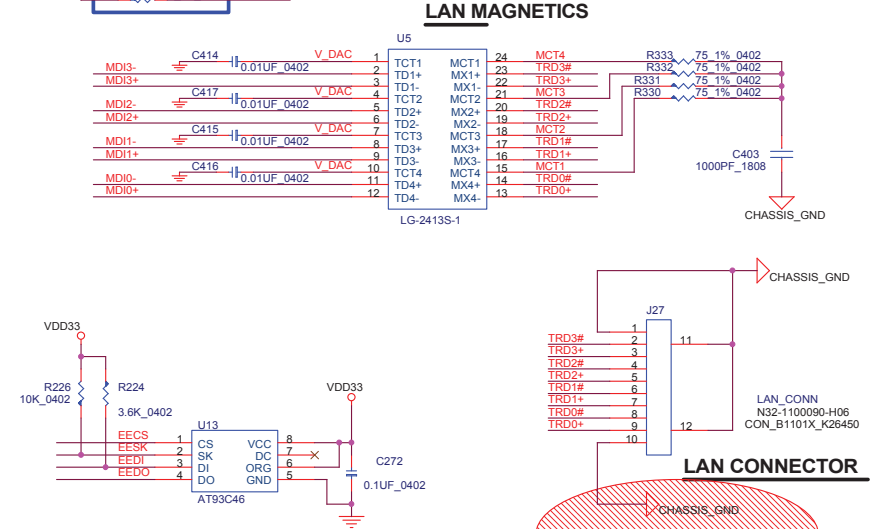 LAN MAGNETICS
U5
C414
0.01UF_0402
V_DAC
MDI3-
MDI3+
C417
0.01UF_0402
V_DAC
MDI2-
MDI2+
C415
0.01UF_0402
V_DAC
MDI1-
MDI1+
C416
0.01UF_0402
V_DAC
MDI0-
MDI0+
1 TCT1 MCT1 24 MCT4
2 TD1+ MX1+ 23 TRD3#
3 TD1- MX1- 22 TRD3+
4 TCT2 MCT2 21 MCT3
5 TD2+ MX2+ 20 TRD2#
6 TD2- MX2- 19 TRD2+
7 TCT3 MCT3 18 MCT2
8 TD3+ MX3+ 17 TRD1#
9 TD3- MX3- 16 TRD1+
10 TCT4 MCT4 15 MCT1
11 TD4+ MX4+ 14 TRD0#
12 TD4- MX4- 13 TRD0+
LG-2413S-1
R333 75_1%_0402
R332 75_1%_0402
R331 75_1%_0402
R330 75_1%_0402
C403
1000PF_1808
CHASSIS_GND
CHASSIS_GND
J27
1
TRD3# 2
TRD3+ 3
TRD2# 4
TRD2+ 5
TRD1# 6
TRD1+ 7
TRD0# 8
TRD0+ 9
10
11
12
LAN_CONN
N32-1100090-H06
CON_B1101X_K26450
LAN CONNECTOR
CHASSIS_GND
VDD33
R226
10K_0402
R224
3.6K_0402
VDD33
U13
EECS 1 CS VCC 8
EESK 2 SK DC 7
EEDI 3 DI ORG 6
EEDO 4 DO GND 5
AT93C46
C272
0.1UF_0402